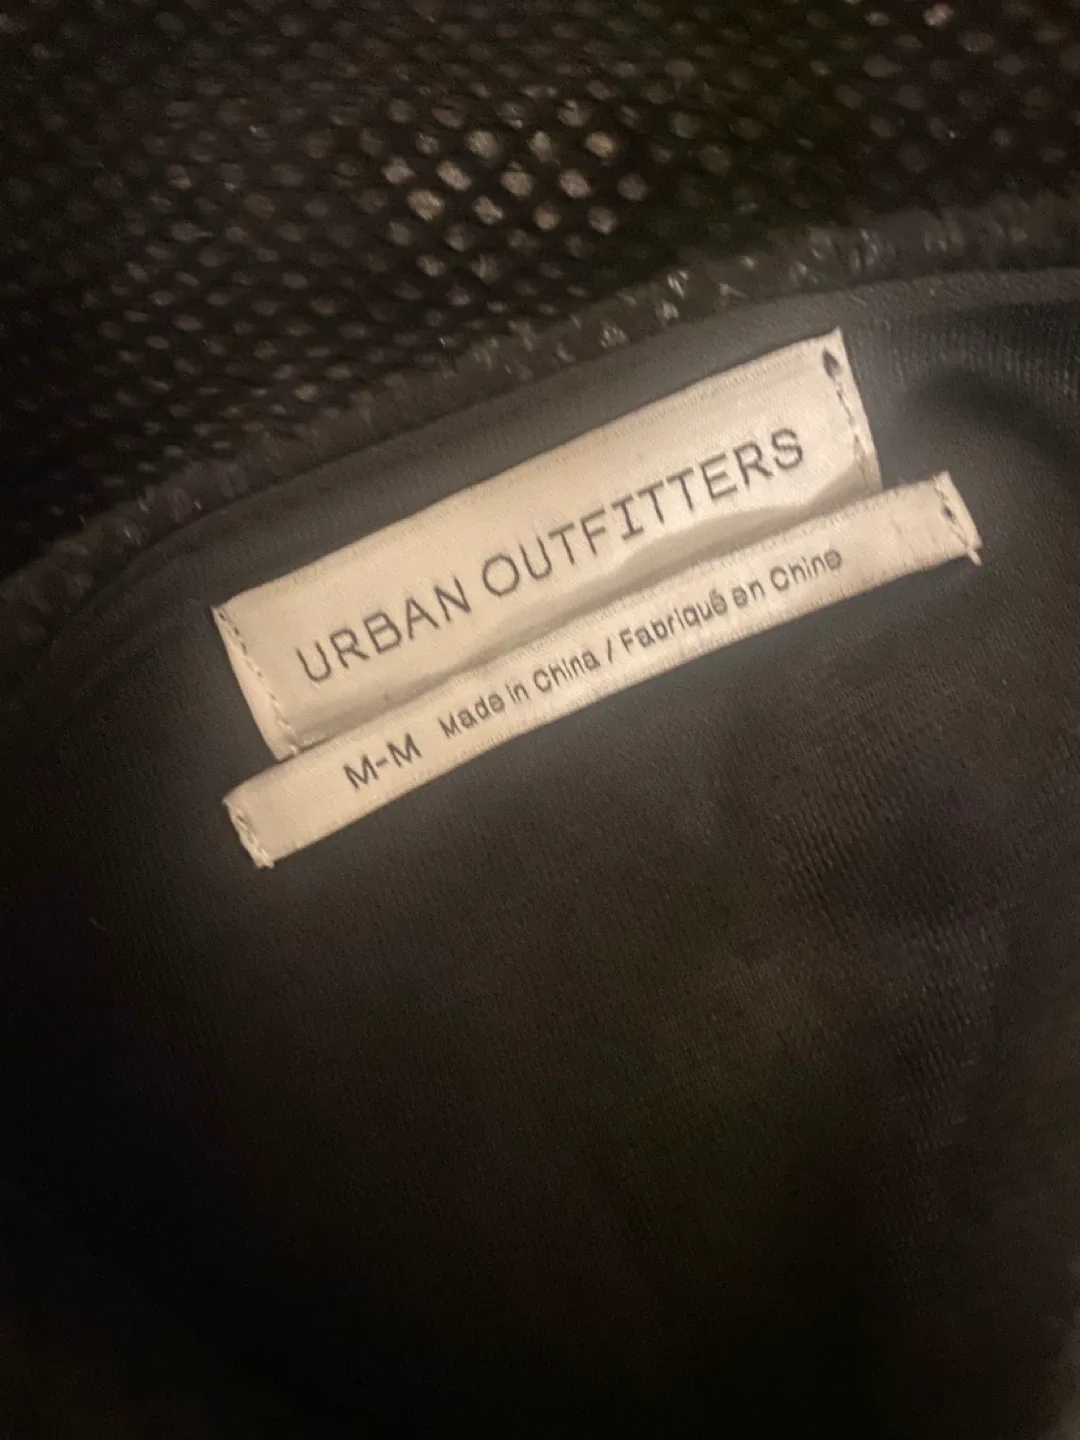 URBAN OUTFITTERS
M-M Made in China / Fabriqué en Chine